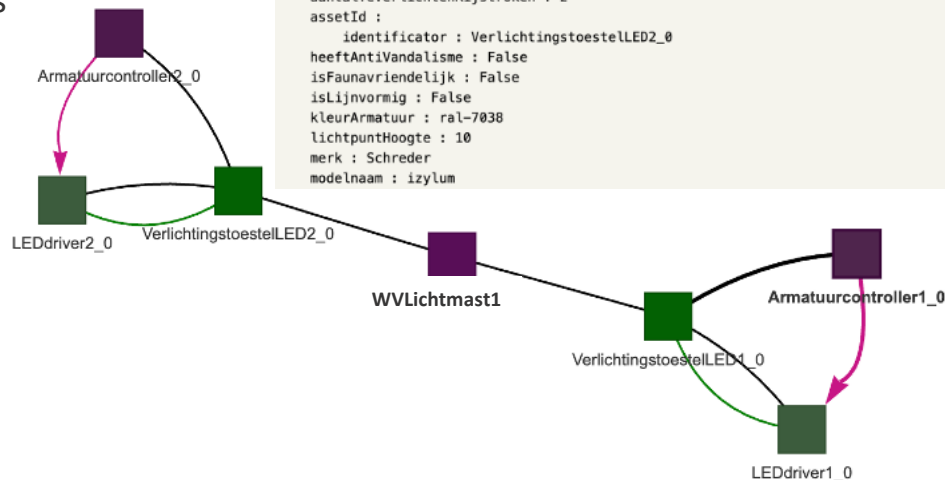 s
assetId :
identificator : VerlichtingstoestelLED2_0
heeftAntiVandalisme : False
isFaunavriendelijk : False
isLijnvormig : False
kleurArmatuur : ral-7038
lichtpuntHoogte : 10
merk : Schreder
modelnaam : izylum
Armatuurcontroller2_0
LEDdriver2_0
VerlichtingstoestelLED2_0
WVLichtmast1
Armatuurcontroller1_0
VerlichtingstoestelLED1_0
LEDdriver1_0